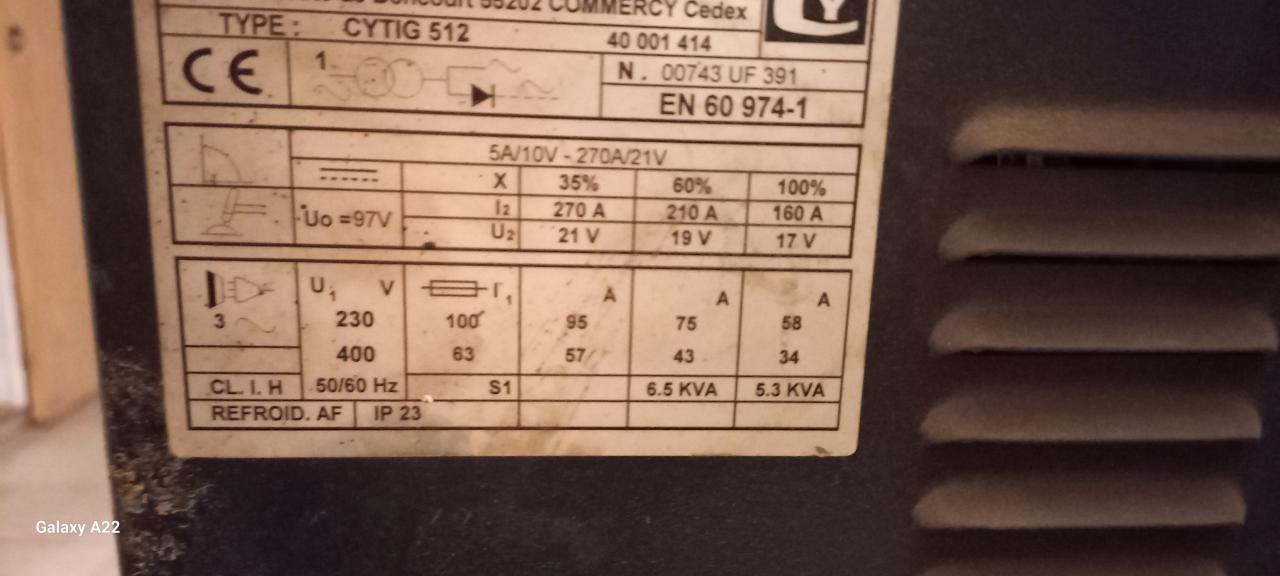 55202 COMMERCY Cedex
TYPE : CYTIG 512 40 001 414
Y
CE 1 N . 00743 UF 391
EN 60 974-1
5A/10V - 270A/21V
X 35% 60% 100%
Uo =97V I2 270 A 210 A 160 A
U2 21 V 19 V 17 V
U1 V I'1 A A A
3 230 100 95 75 58
400 63 57 43 34
CL. I. H 50/60 Hz S1 6.5 KVA 5.3 KVA
REFROID. AF IP 23
Galaxy A22